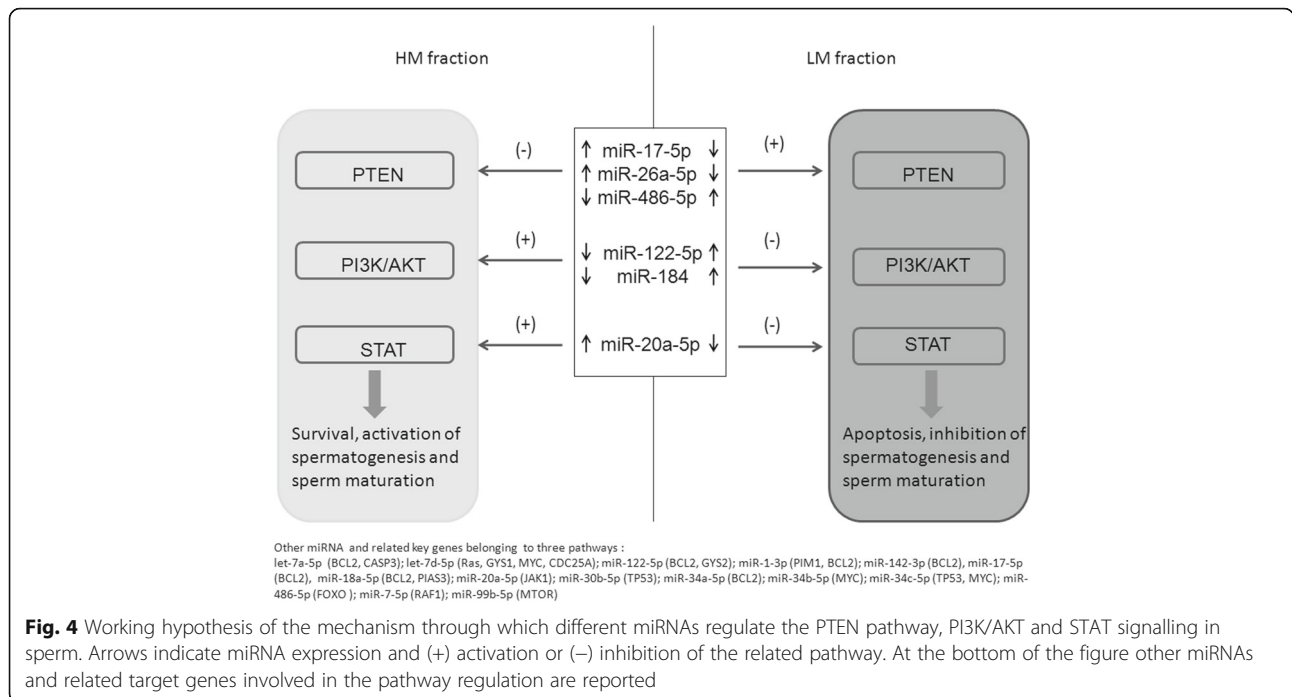 HM fraction
LM fraction
(-)
↑ miR-17-5p ↓
(+)
PTEN
↑ miR-26a-5p ↓
PTEN
↓ miR-486-5p ↑
(+)
↓ miR-122-5p ↑
(-)
PI3K/AKT
↓ miR-184 ↑
PI3K/AKT
(+)
↑ miR-20a-5p ↓
(-)
STAT
STAT
Survival, activation of
spermatogenesis and
sperm maturation
Apoptosis, inhibition of
spermatogenesis and
sperm maturation
Other miRNA and related key genes belonging to three pathways :
let-7a-5p (BCL2, CASP3); let-7d-5p (Ras, GYS1, MYC, CDC25A); miR-122-5p (BCL2, GYS2); miR-1-3p (PIM1, BCL2); miR-142-3p (BCL2), miR-17-5p
(BCL2), miR-18a-5p (BCL2, PIAS3); miR-20a-5p (JAK1); miR-30b-5p (TP53); miR-34a-5p (BCL2); miR-34b-5p (MYC); miR-34c-5p (TP53, MYC); miR-
486-5p (FOXO ); miR-7-5p (RAF1); miR-99b-5p (MTOR)
Fig. 4 Working hypothesis of the mechanism through which different miRNAs regulate the PTEN pathway, PI3K/AKT and STAT signalling in
sperm. Arrows indicate miRNA expression and (+) activation or (−) inhibition of the related pathway. At the bottom of the figure other miRNAs
and related target genes involved in the pathway regulation are reported